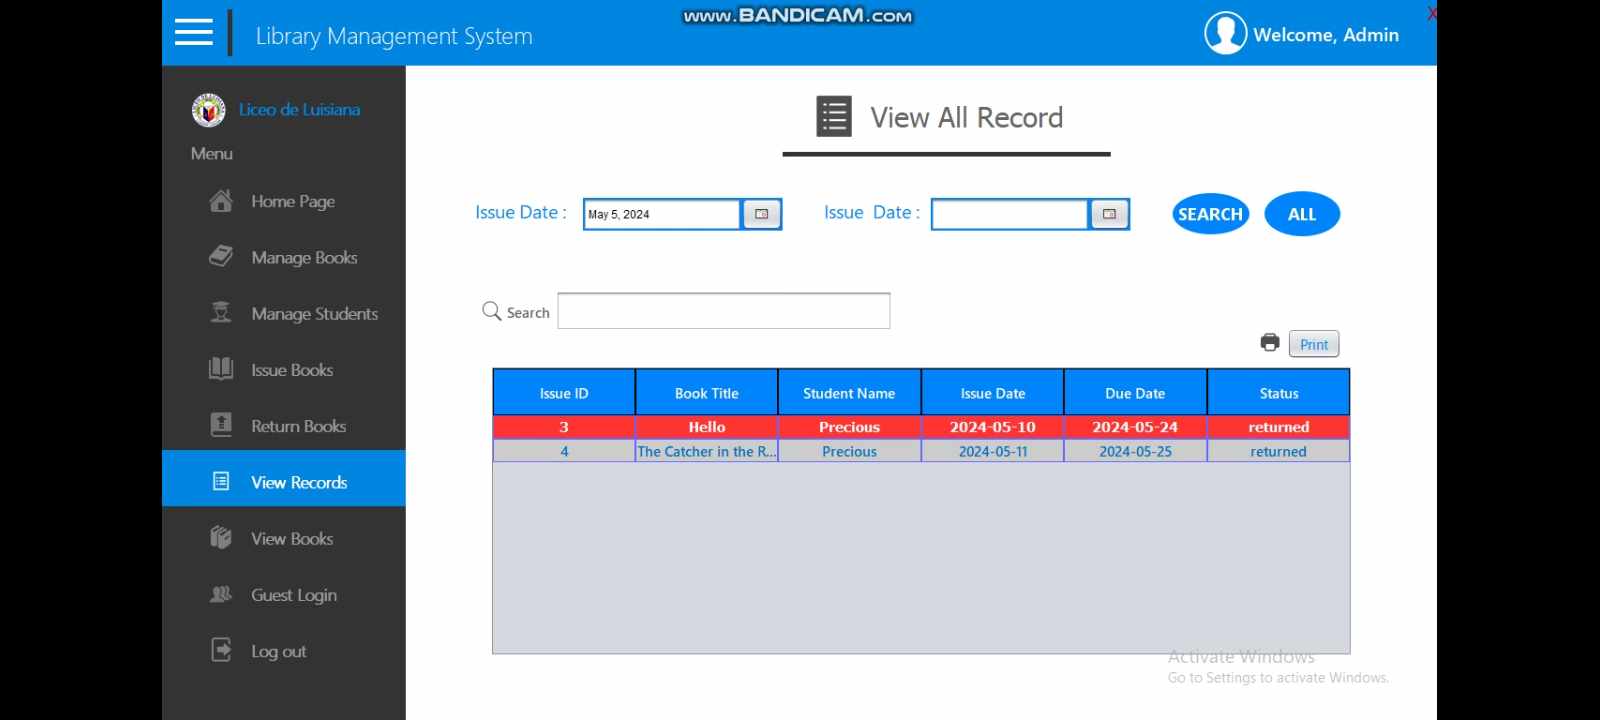 www.BANDICAM.com
X
Library Management System
Welcome, Admin
Liceo de Luisiana
Menu
Home Page
Manage Books
Manage Students
Issue Books
Return Books
View Records
View Books
Guest Login
Log out
View All Record
Issue Date : May 5, 2024 Issue Date : SEARCH ALL
Search
Print
Issue ID Book Title Student Name Issue Date Due Date Status
3 Hello Precious 2024-05-10 2024-05-24 returned
4 The Catcher in the R... Precious 2024-05-11 2024-05-25 returned
Activate Windows
Go to Settings to activate Windows.